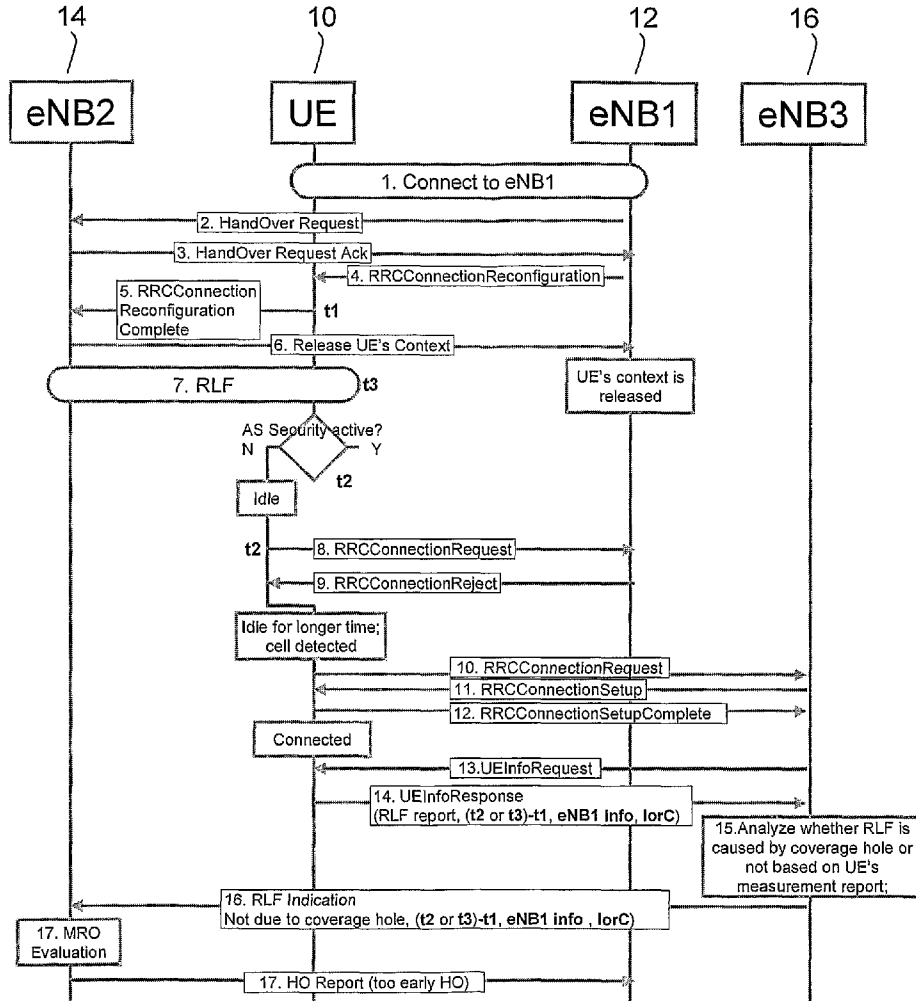 14
10
12
16
eNB2
UE
eNB1
eNB3
1. Connect to eNB1
2. HandOver Request
3. HandOver Request Ack
4. RRCConnectionReconfiguration
5. RRCConnection
Reconfiguration
Complete
t1
6. Release UE's Context
UE's context is
released
7. RLF
t3
AS Security active?
N
Y
t2
Idle
t2
8. RRCConnectionRequest
9. RRCConnectionReject
Idle for longer time;
cell detected
10. RRCConnectionRequest
11. RRCConnectionSetup
12. RRCConnectionSetupComplete
Connected
13.UEInfoRequest
14. UEInfoResponse
(RLF report, (t2 or t3)-t1, eNB1 info, IorC)
15.Analyze whether RLF is
caused by coverage hole or
not based on UE's
measurement report;
16. RLF Indication
Not due to coverage hole, (t2 or t3)-t1, eNB1 info , IorC)
17. MRO
Evaluation
17. HO Report (too early HO)